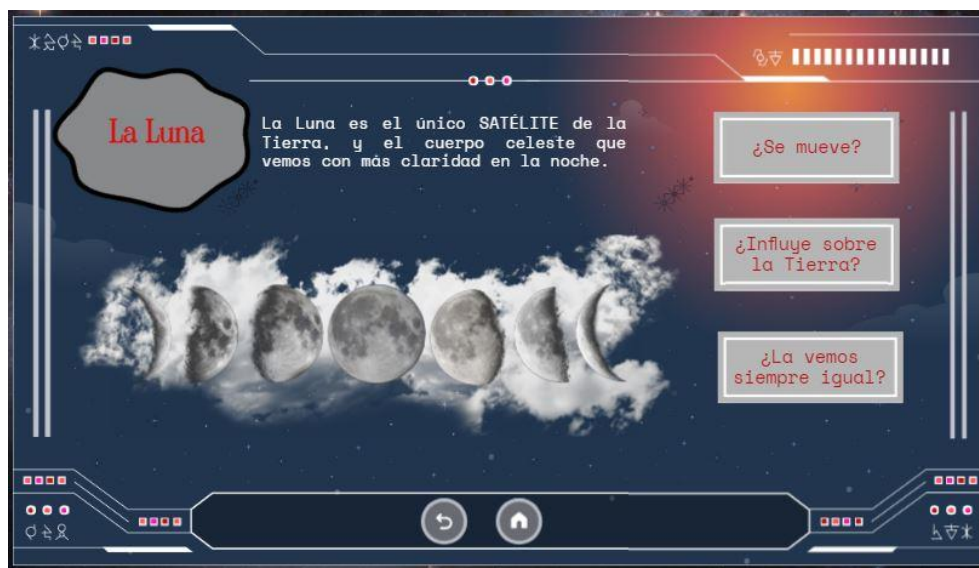 La Luna
La Luna es el único SATÉLITE de la
Tierra, y el cuerpo celeste que
vemos con más claridad en la noche.
¿Se mueve?
¿Influye sobre
la Tierra?
¿La vemos
siempre igual?